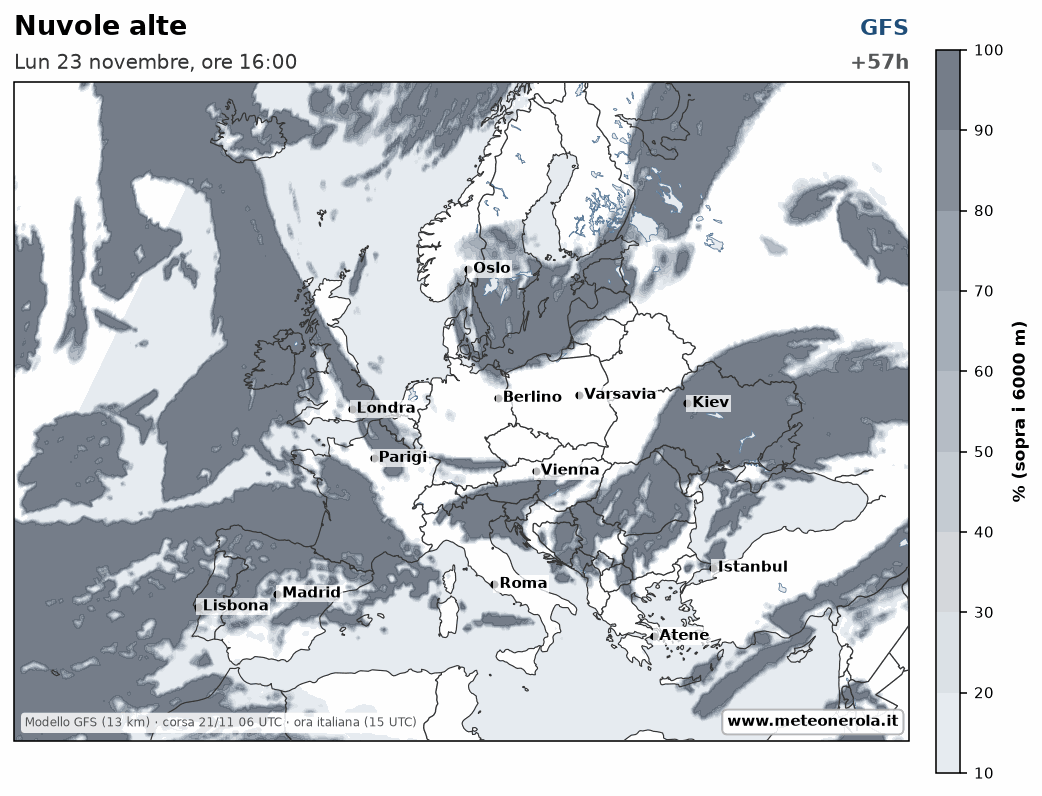 Nuvole alte
GFS
Lun 23 novembre, ore 16:00
+57h
100
90
80
70
60
50
40
30
20
10
% (sopra i 6000 m)
Oslo
Berlino
Varsavia
Kiev
Londra
Parigi
Vienna
Istanbul
Roma
Madrid
Lisbona
Atene
Modello GFS (13 km) · corsa 21/11 06 UTC · ora italiana (15 UTC)
www.meteonerola.it